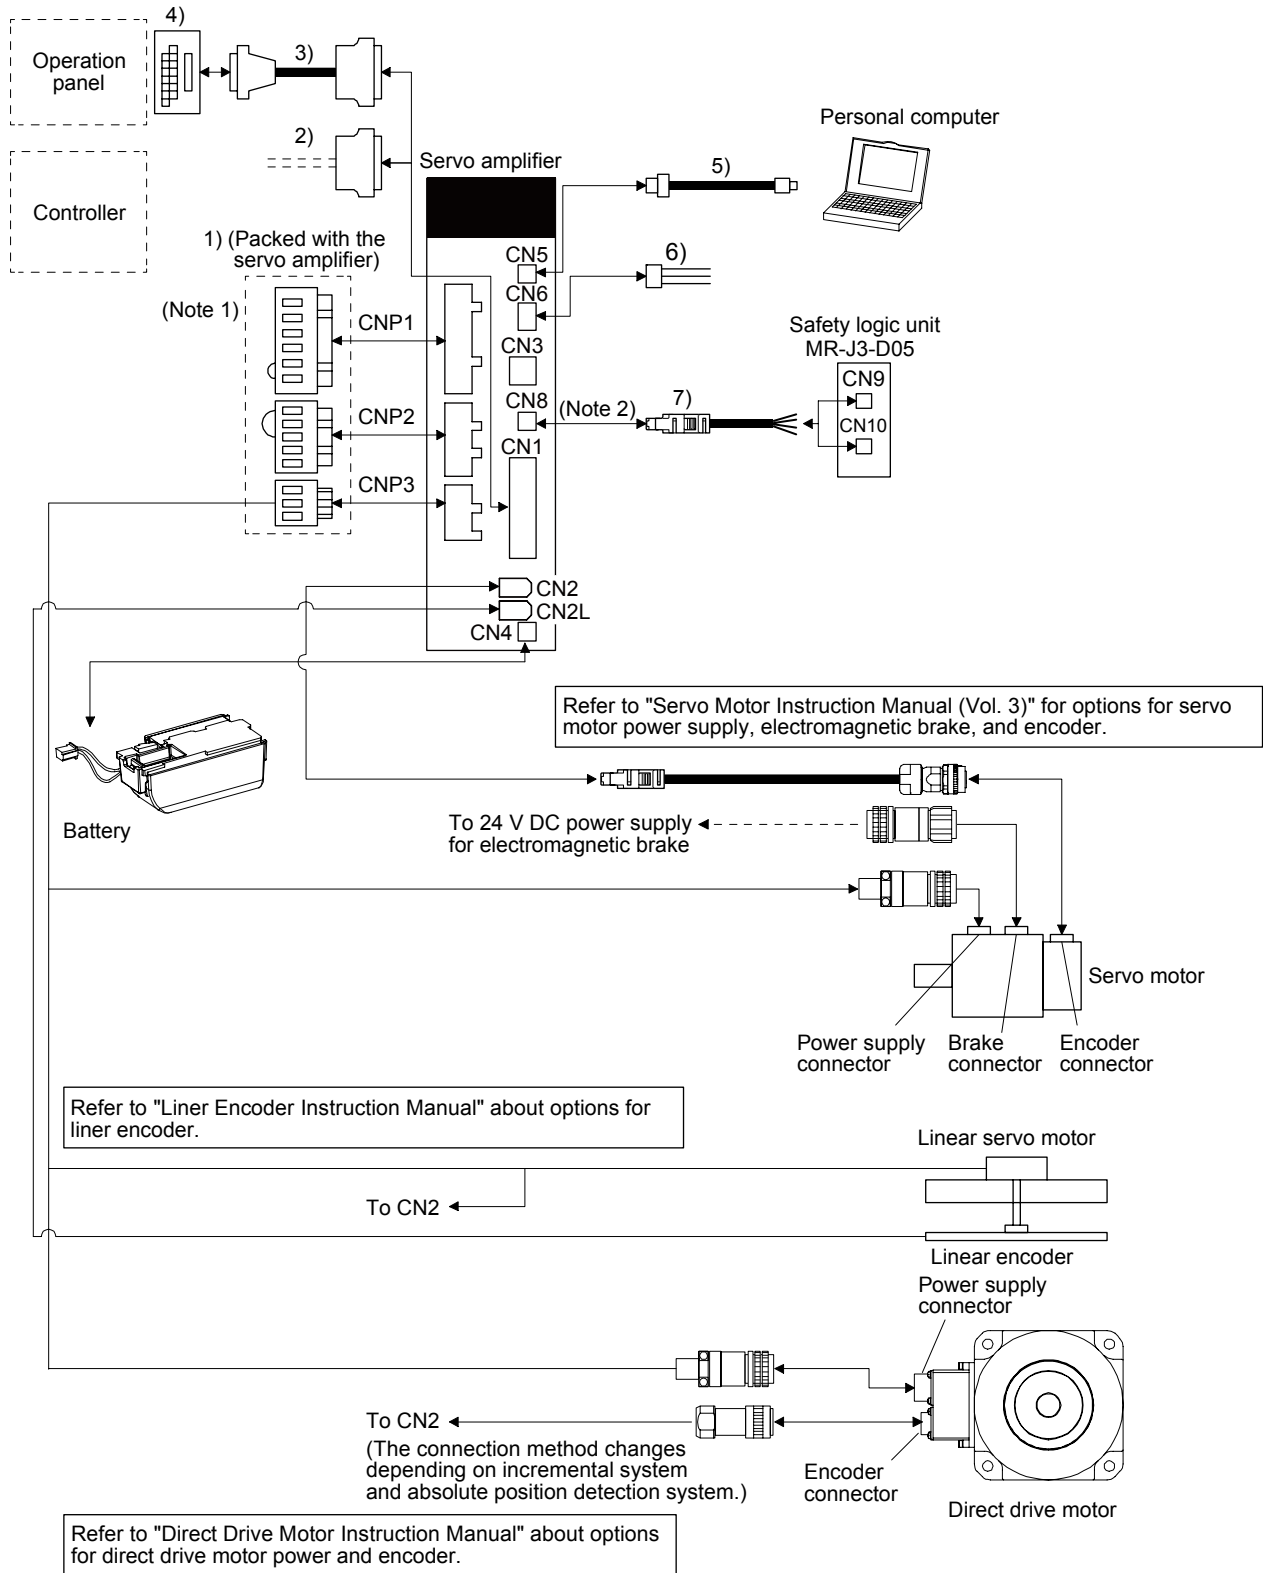 4)
Operation
panel
3)
Personal computer
2)
Servo amplifier
5)
Controller
1) (Packed with the
servo amplifier)
CN5
6)
CN6
(Note 1)
CNP1
Safety logic unit
MR-J3-D05
CN3
CN9
CN8
(Note 2)
7)
CNP2
CN10
CN1
CNP3
CN2
CN2L
CN4
Refer to "Servo Motor Instruction Manual (Vol. 3)" for options for servo
motor power supply, electromagnetic brake, and encoder.
Battery
To 24 V DC power supply
for electromagnetic brake
Servo motor
Power supply
connector
Brake
connector
Encoder
connector
Refer to "Liner Encoder Instruction Manual" about options for
liner encoder.
Linear servo motor
To CN2
Linear encoder
Power supply
connector
To CN2
(The connection method changes
depending on incremental system
and absolute position detection system.)
Encoder
connector
Direct drive motor
Refer to "Direct Drive Motor Instruction Manual" about options
for direct drive motor power and encoder.